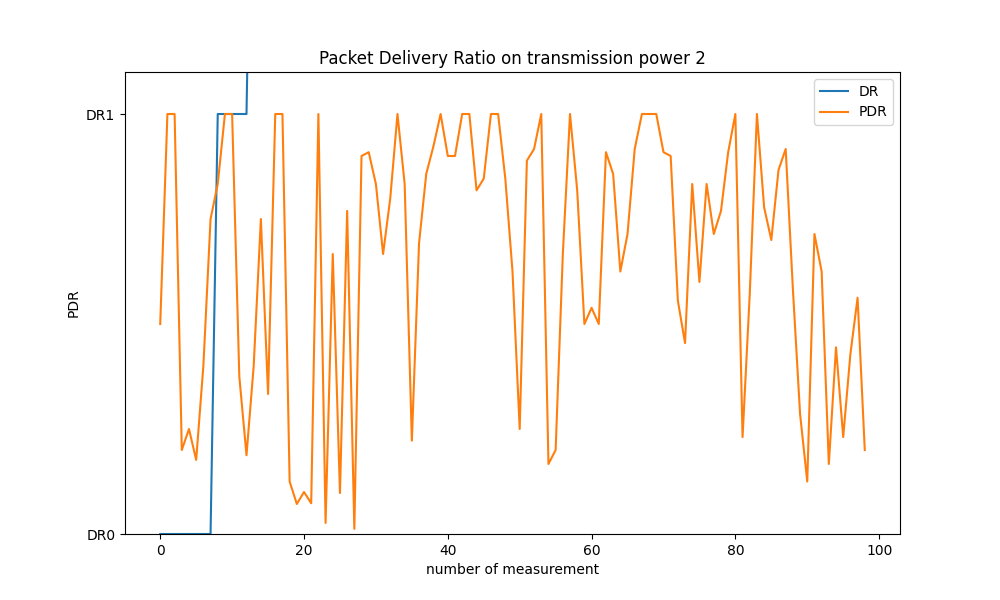 Packet Delivery Ratio on transmission power 2
DR
PDR
DR1
DR0
PDR
0 20 40 60 80 100
number of measurement